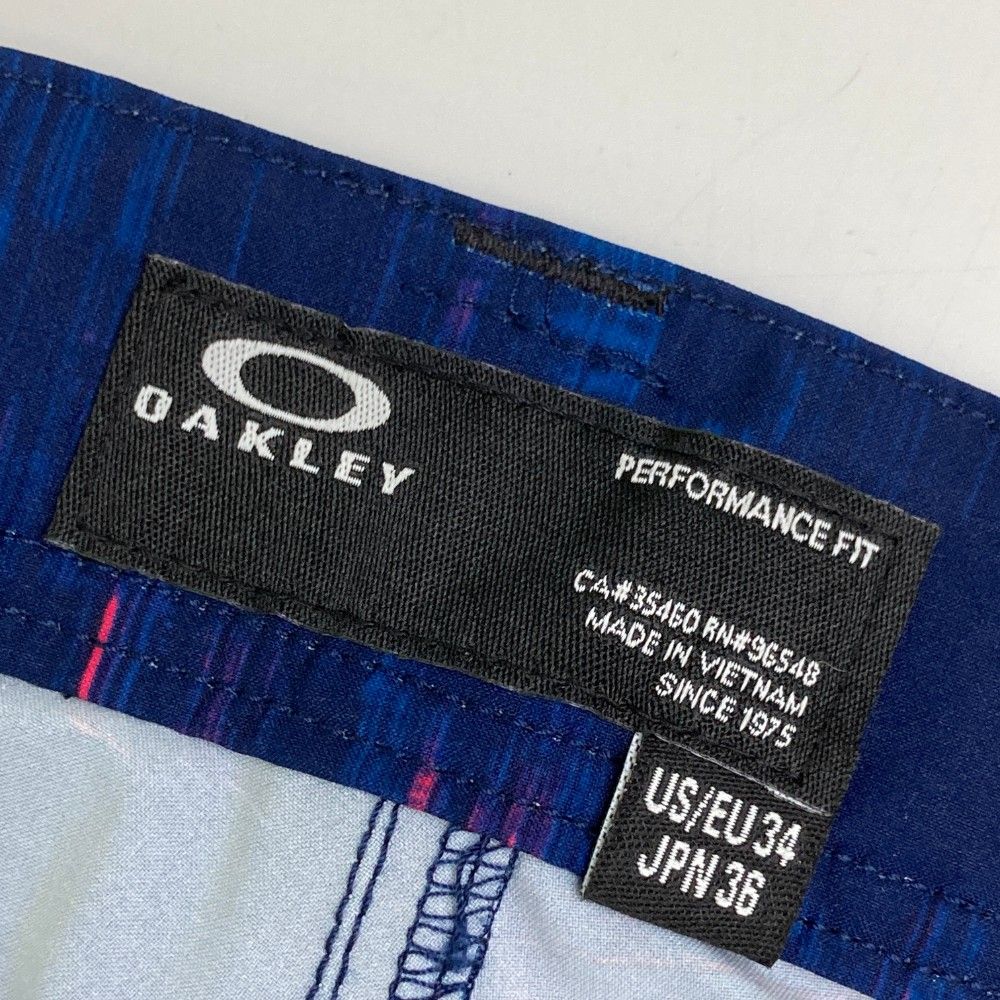 OAKLEY
PERFORMANCE FIT
CA#35460 RN#96548
MADE IN VIETNAM
SINCE 1975
US/EU 34
JPN 36